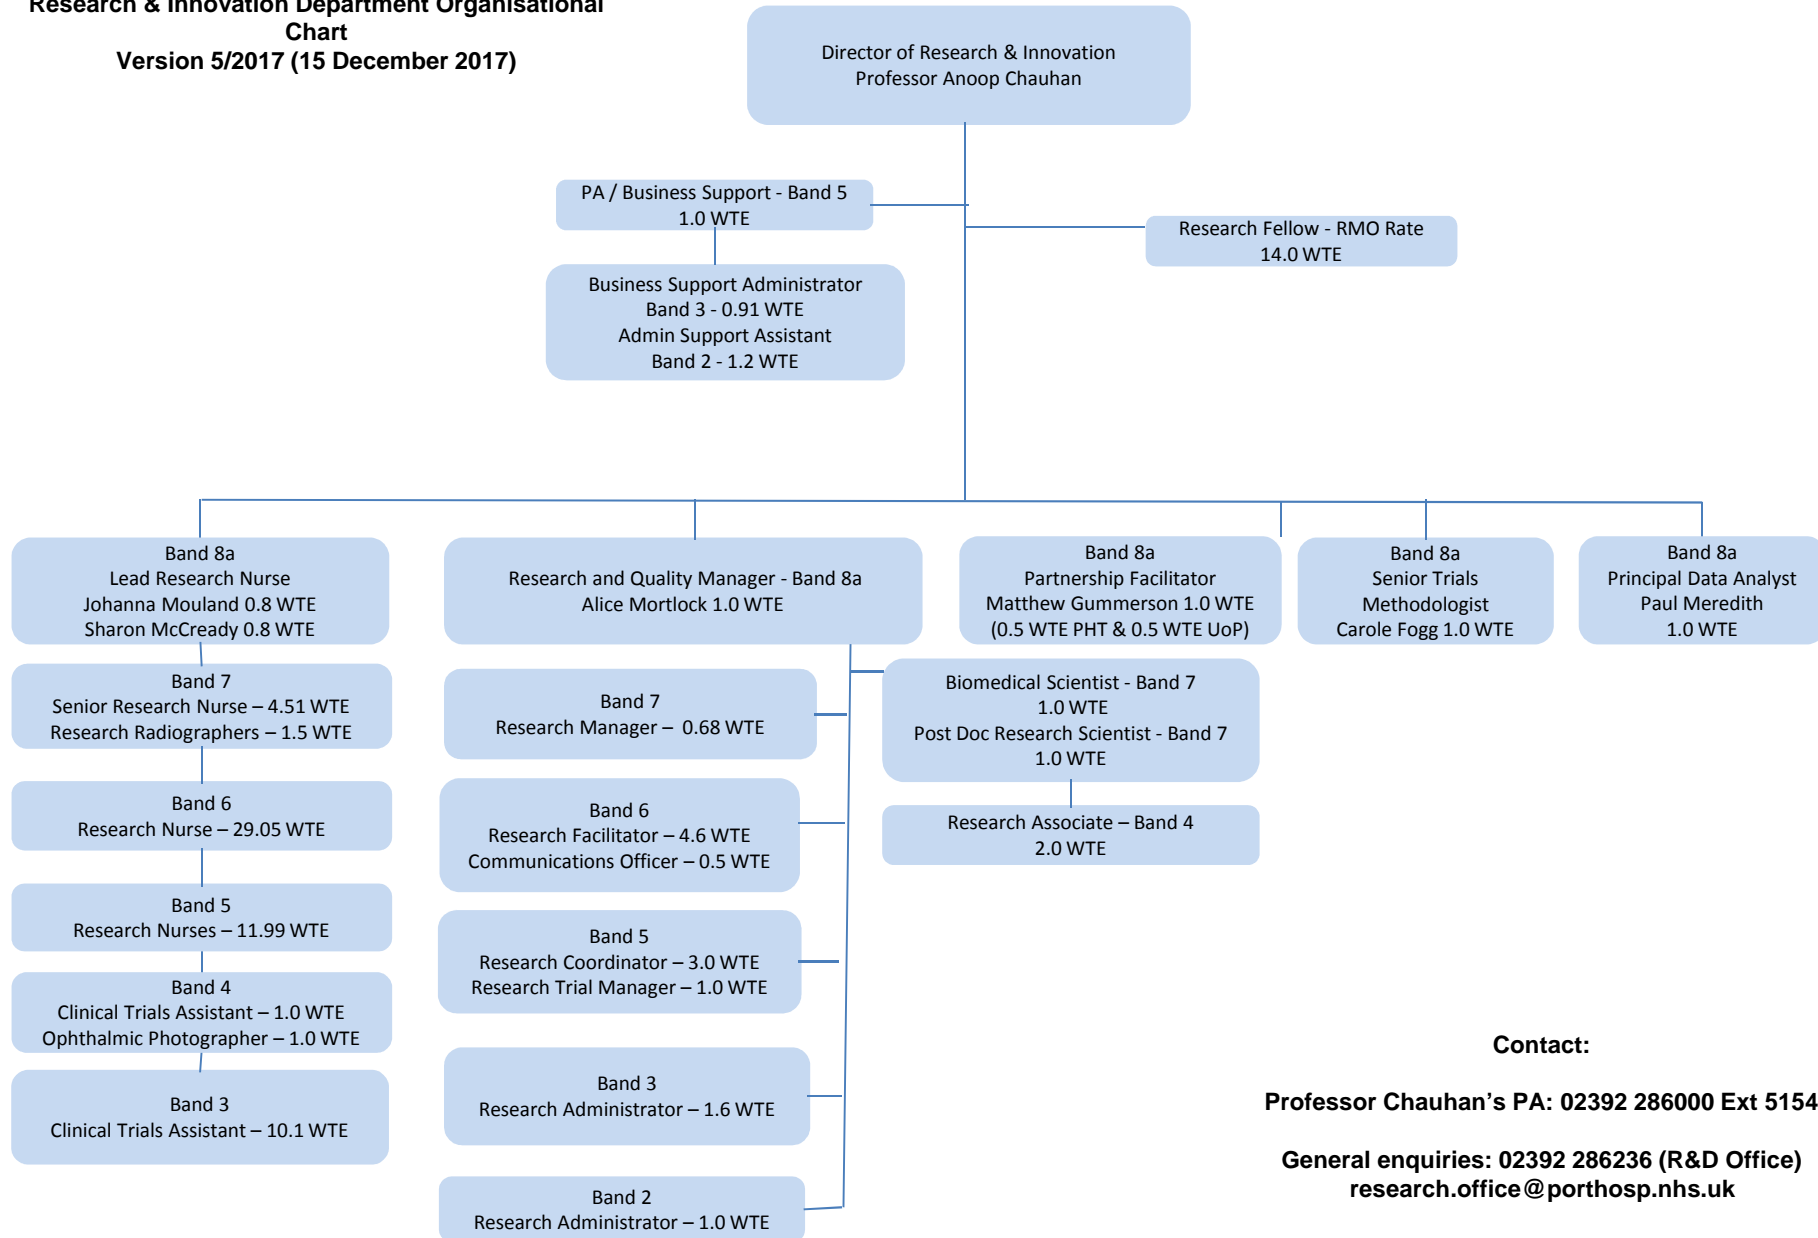 Research & Innovation Department Organisational
Chart
Version 5/2017 (15 December 2017)
Director of Research & Innovation
Professor Anoop Chauhan
PA / Business Support - Band 5
1.0 WTE
Research Fellow - RMO Rate
14.0 WTE
Business Support Administrator
Band 3 - 0.91 WTE
Admin Support Assistant
Band 2 - 1.2 WTE
Band 8a
Lead Research Nurse
Johanna Mouland 0.8 WTE
Sharon McCready 0.8 WTE
Research and Quality Manager - Band 8a
Alice Mortlock 1.0 WTE
Band 8a
Partnership Facilitator
Matthew Gummerson 1.0 WTE
(0.5 WTE PHT & 0.5 WTE UoP)
Band 8a
Senior Trials
Methodologist
Carole Fogg 1.0 WTE
Band 8a
Principal Data Analyst
Paul Meredith
1.0 WTE
Band 7
Senior Research Nurse – 4.51 WTE
Research Radiographers – 1.5 WTE
Band 6
Research Nurse – 29.05 WTE
Band 5
Research Nurses – 11.99 WTE
Band 4
Clinical Trials Assistant – 1.0 WTE
Ophthalmic Photographer – 1.0 WTE
Band 3
Clinical Trials Assistant – 10.1 WTE
Band 7
Research Manager – 0.68 WTE
Band 6
Research Facilitator – 4.6 WTE
Communications Officer – 0.5 WTE
Band 5
Research Coordinator – 3.0 WTE
Research Trial Manager – 1.0 WTE
Band 3
Research Administrator – 1.6 WTE
Band 2
Research Administrator – 1.0 WTE
Biomedical Scientist - Band 7
1.0 WTE
Post Doc Research Scientist - Band 7
1.0 WTE
Research Associate – Band 4
2.0 WTE
Contact:
Professor Chauhan’s PA: 02392 286000 Ext 5154
General enquiries: 02392 286236 (R&D Office)
research.office@porthosp.nhs.uk